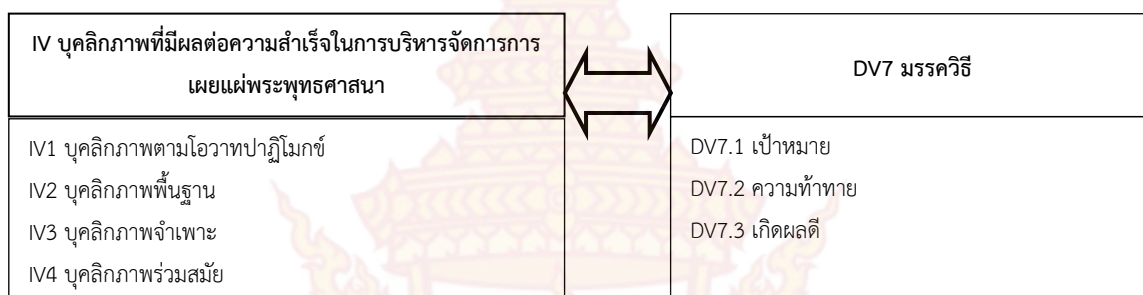 IV บุคลิกภาพที่มีผลต่อความสำเร็จในการบริหารจัดการการ
เผยแผ่พระพุทธศาสนา
IV1 บุคลิกภาพตามโอวาทปาฏิโมกข์
IV2 บุคลิกภาพพื้นฐาน
IV3 บุคลิกภาพจำเพาะ
IV4 บุคลิกภาพร่วมสมัย
DV7 มรรควิธี
DV7.1 เป้าหมาย
DV7.2 ความท้าทาย
DV7.3 เกิดผลดี